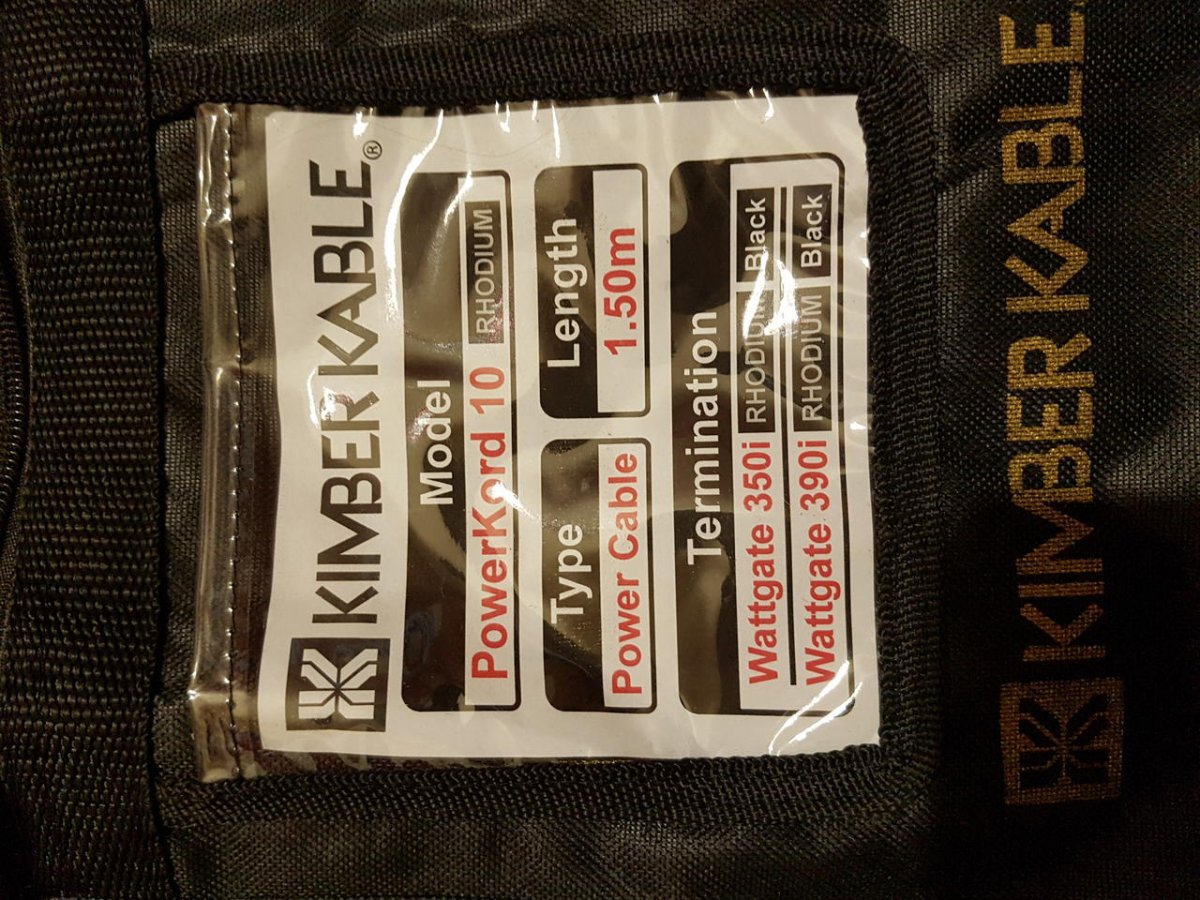 KIMBER KABLE®
Model
PowerKord 10 RHODIUM
Type
Power Cable
Length
1.50m
Termination
Wattgate 350i RHODIUM Black
Wattgate 390i RHODIUM Black
KIMBER KABLE